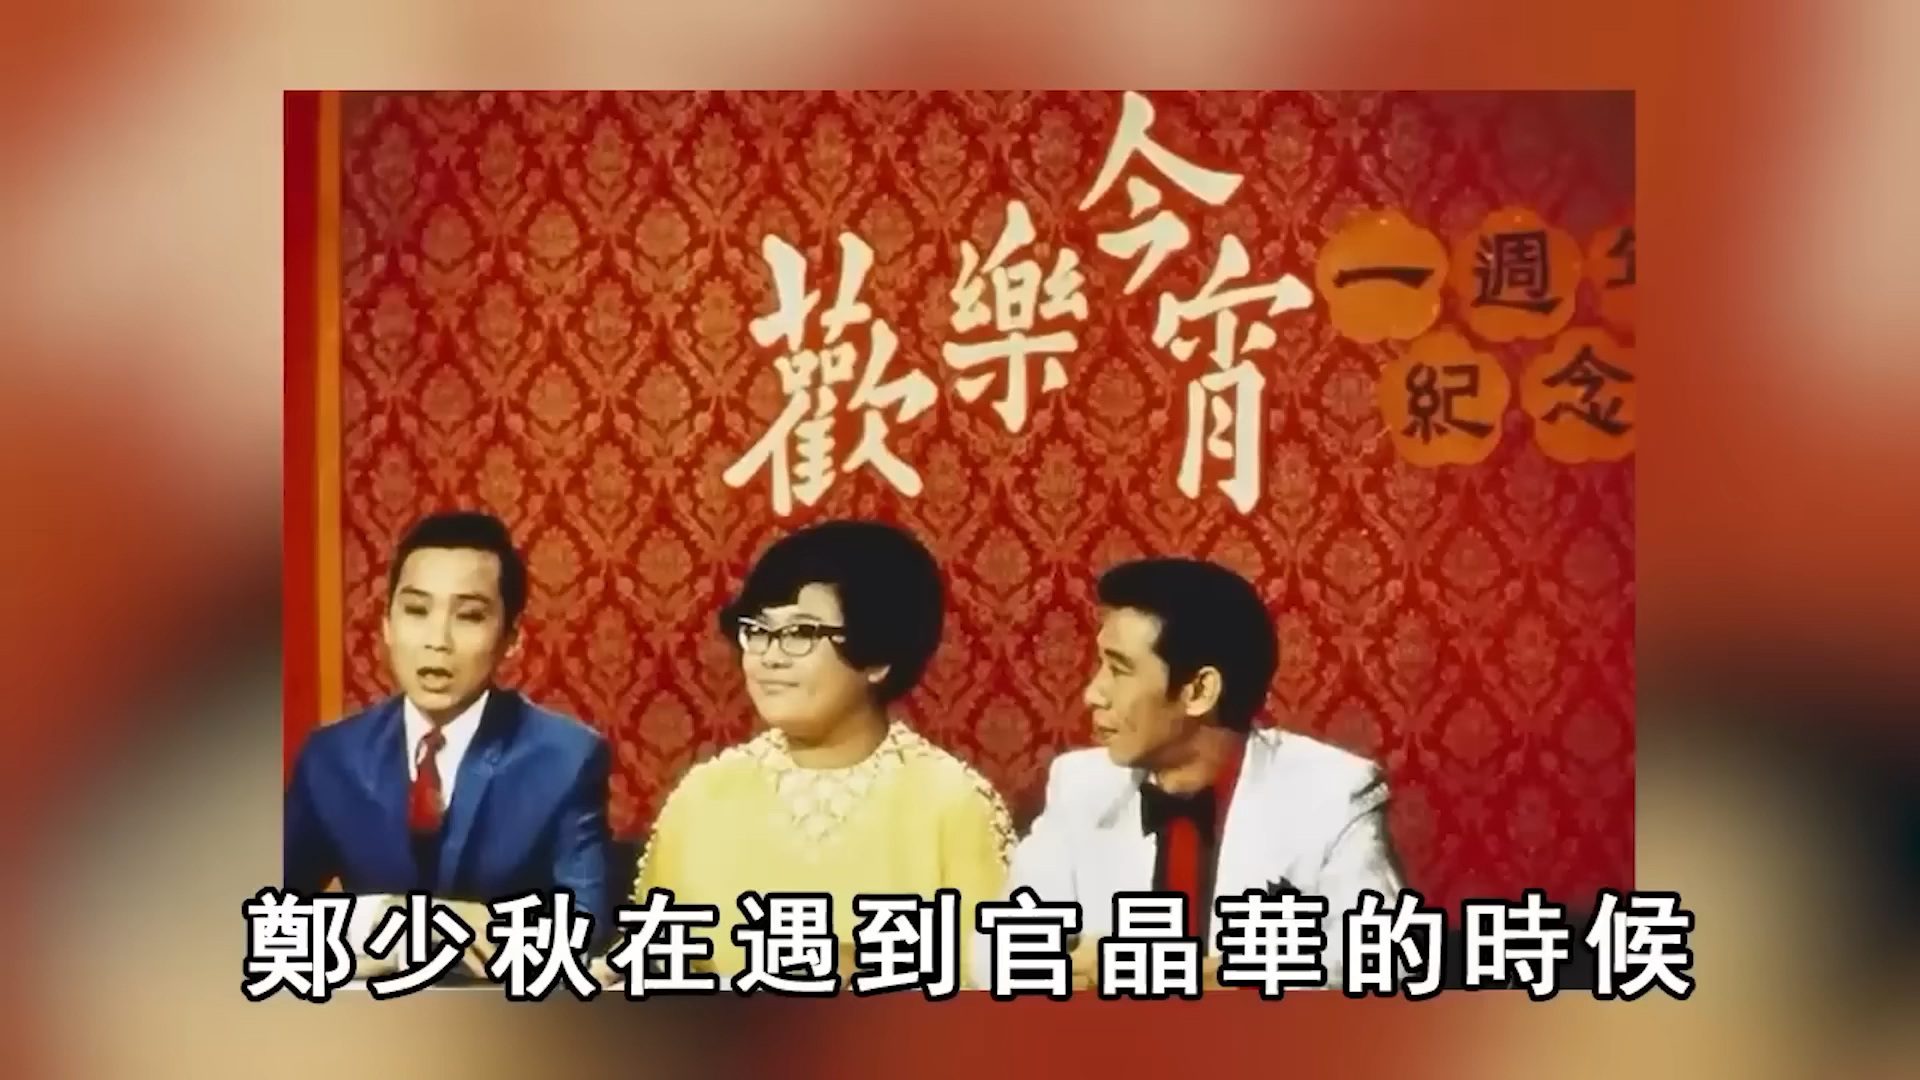 今宵
歡樂
一週
紀念
鄭少秋在遇到官晶華的時候